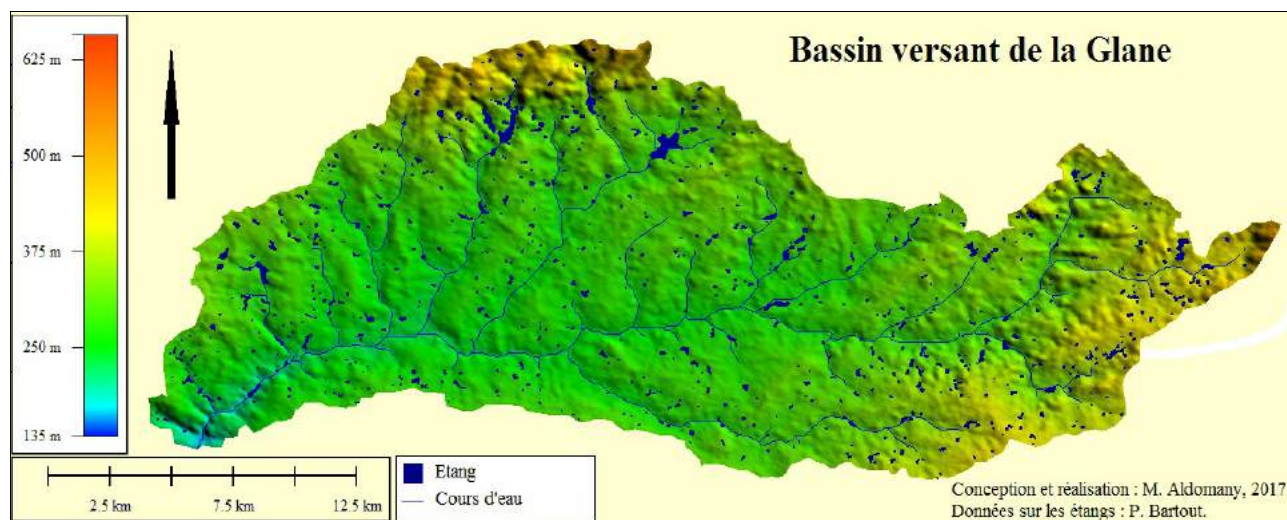 Bassin versant de la Glane
625 m
500 m
375 m
250 m
135 m
2.5 km 7.5 km 12.5 km
Etang
Cours d'eau
Conception et réalisation : M. Aldomany, 2017
Données sur les étangs : P. Bartout.